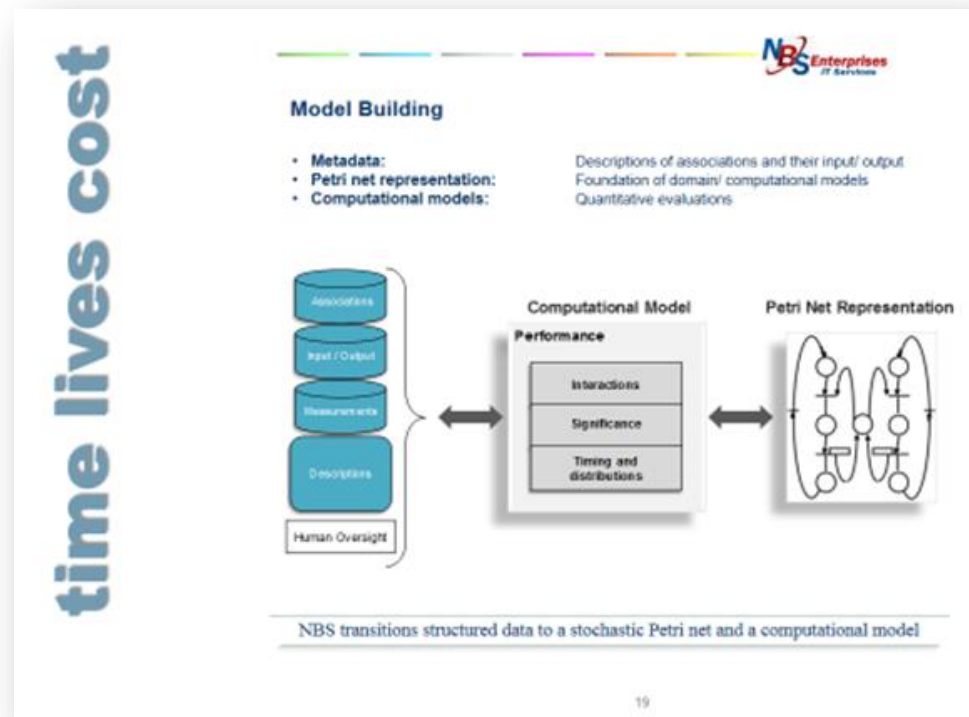 time lives cost
NBS Enterprises
IT Services
Model Building
• Metadata: Descriptions of associations and their input/ output
• Petri net representation: Foundation of domain/ computational models
• Computational models: Quantitative evaluations
Associations
Input / Output
Measurements
Descriptions
Human Oversight
Computational Model
Performance
Interactions
Significance
Timing and
distributions
Petri Net Representation
NBS transitions structured data to a stochastic Petri net and a computational model
19